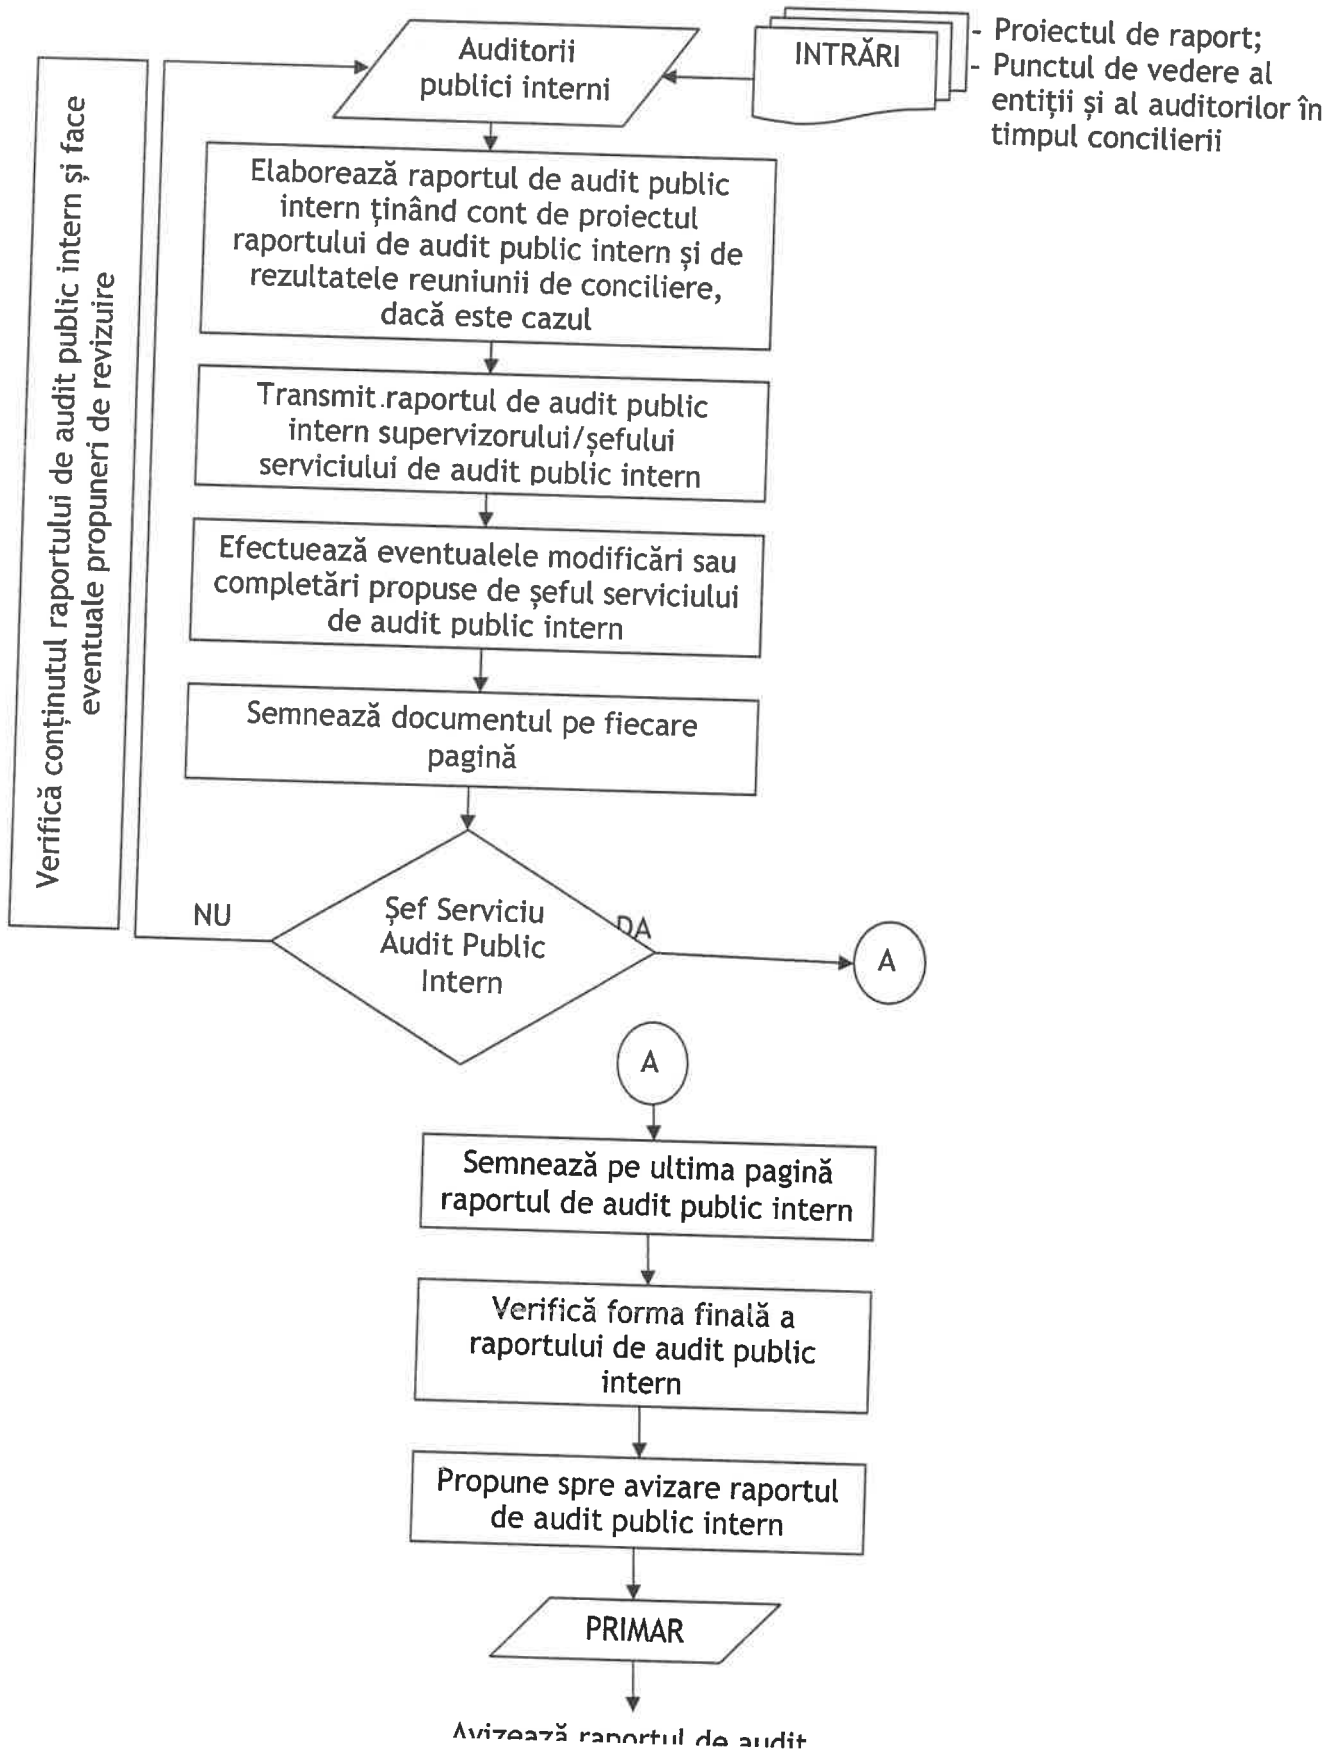 Auditorii
publici interni
INTRĂRI
- Proiectul de raport;
- Punctul de vedere al
entității și al auditorilor în
timpul concilierii
Verifică conținutul raportului de audit public intern și face
eventuale propuneri de revizuire
Elaborează raportul de audit public
intern ținând cont de proiectul
raportului de audit public intern și de
rezultatele reuniunii de conciliere,
dacă este cazul
Transmit raportul de audit public
intern supervizorului/șefului
serviciului de audit public intern
Efectuează eventualele modificări sau
completări propuse de șeful serviciului
de audit public intern
Semnează documentul pe fiecare
pagină
NU
Șef Serviciu
Audit Public
Intern
DA
A
A
Semnează pe ultima pagină
raportul de audit public intern
Verifică forma finală a
raportului de audit public
intern
Propune spre avizare raportul
de audit public intern
PRIMAR
Avizează raportul de audit